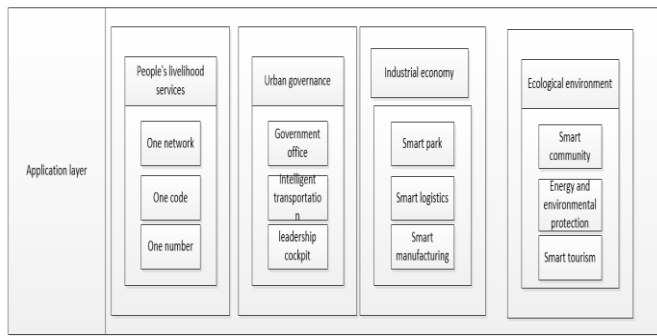 Application layer
People's livelihood
services
One network
One code
One number
Urban governance
Government
office
Intelligent
transportatio
n
leadership
cockpit
Industrial economy
Smart park
Smart logistics
Smart
manufacturing
Ecological environment
Smart
community
Energy and
environmental
protection
Smart tourism